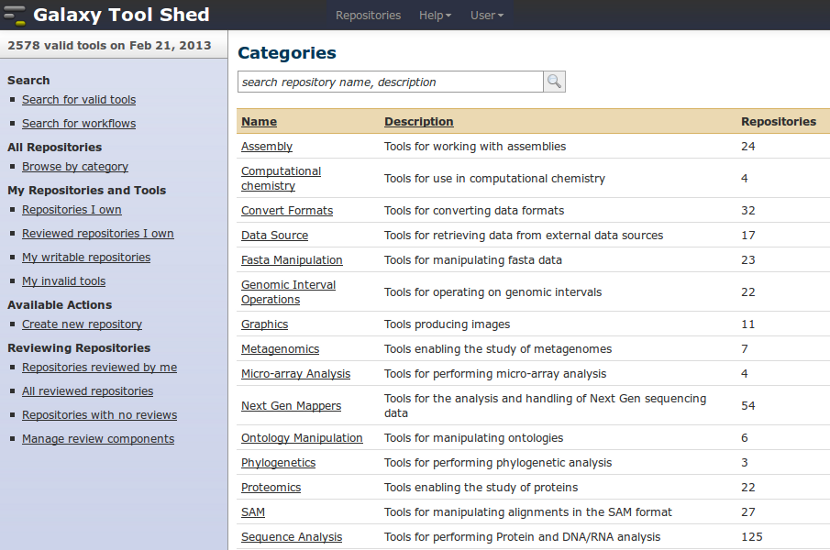 Galaxy Tool Shed
Repositories Help User
2578 valid tools on Feb 21, 2013
Search
Search for valid tools
Search for workflows
All Repositories
Browse by category
My Repositories and Tools
Repositories I own
Reviewed repositories I own
My writable repositories
My invalid tools
Available Actions
Create new repository
Reviewing Repositories
Repositories reviewed by me
All reviewed repositories
Repositories with no reviews
Manage review components
Categories
search repository name, description
Name Description Repositories
Assembly Tools for working with assemblies 24
Computational
chemistry Tools for use in computational chemistry 4
Convert Formats Tools for converting data formats 32
Data Source Tools for retrieving data from external data sources 17
Fasta Manipulation Tools for manipulating fasta data 23
Genomic Interval
Operations Tools for operating on genomic intervals 22
Graphics Tools producing images 11
Metagenomics Tools enabling the study of metagenomes 7
Micro-array Analysis Tools for performing micro-array analysis 4
Next Gen Mappers Tools for the analysis and handling of Next Gen sequencing
data 54
Ontology Manipulation Tools for manipulating ontologies 6
Phylogenetics Tools for performing phylogenetic analysis 3
Proteomics Tools enabling the study of proteins 22
SAM Tools for manipulating alignments in the SAM format 27
Sequence Analysis Tools for performing Protein and DNA/RNA analysis 125